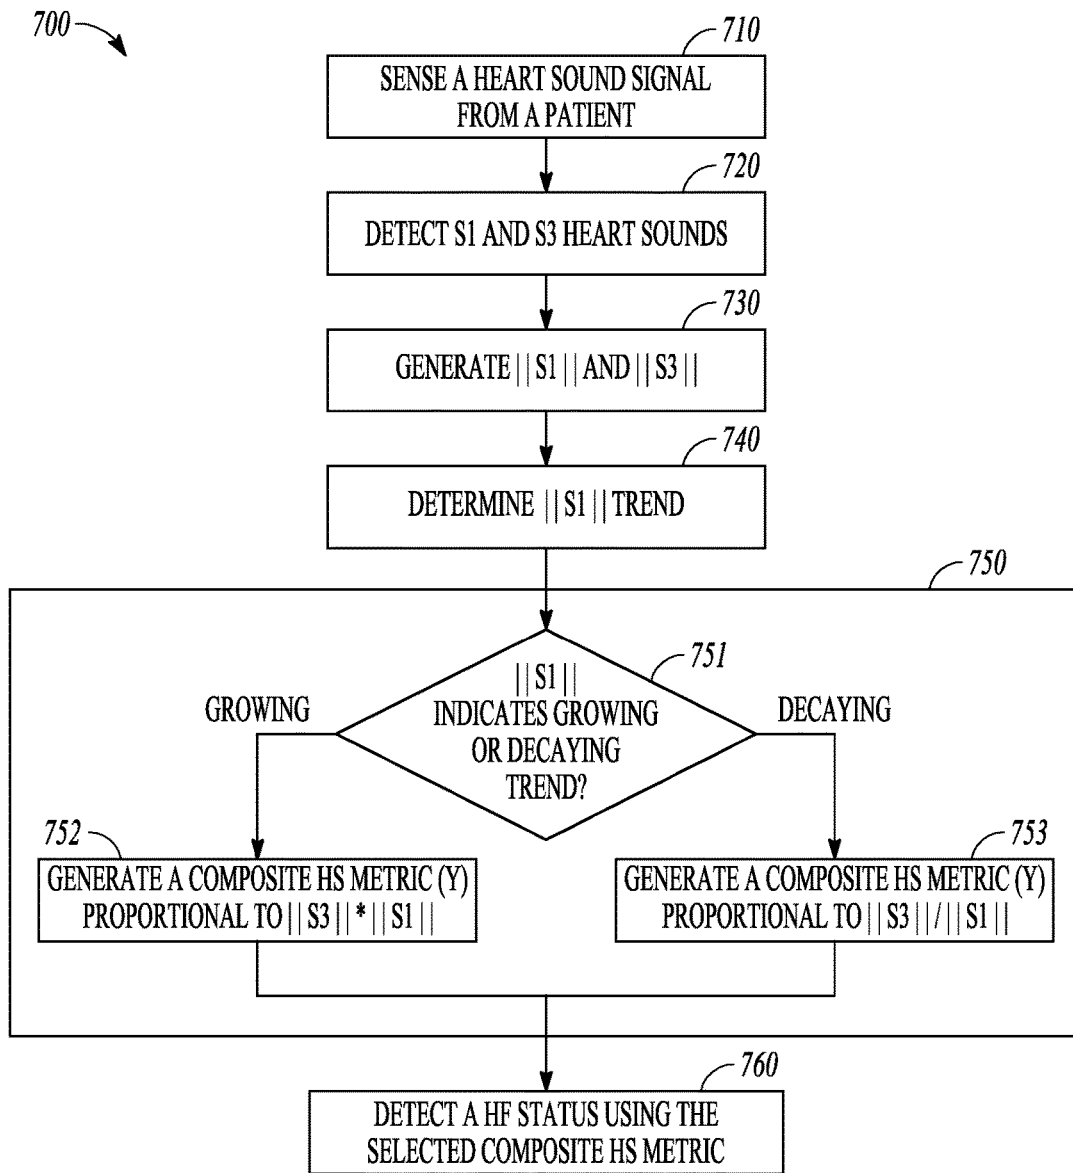 700
710
SENSE A HEART SOUND SIGNAL
FROM A PATIENT
720
DETECT S1 AND S3 HEART SOUNDS
730
GENERATE || S1 || AND || S3 ||
740
DETERMINE || S1 || TREND
750
751
|| S1 ||
INDICATES GROWING
OR DECAYING
TREND?
GROWING
DECAYING
752
GENERATE A COMPOSITE HS METRIC (Y)
PROPORTIONAL TO || S3 || * || S1 ||
753
GENERATE A COMPOSITE HS METRIC (Y)
PROPORTIONAL TO || S3 || / || S1 ||
760
DETECT A HF STATUS USING THE
SELECTED COMPOSITE HS METRIC